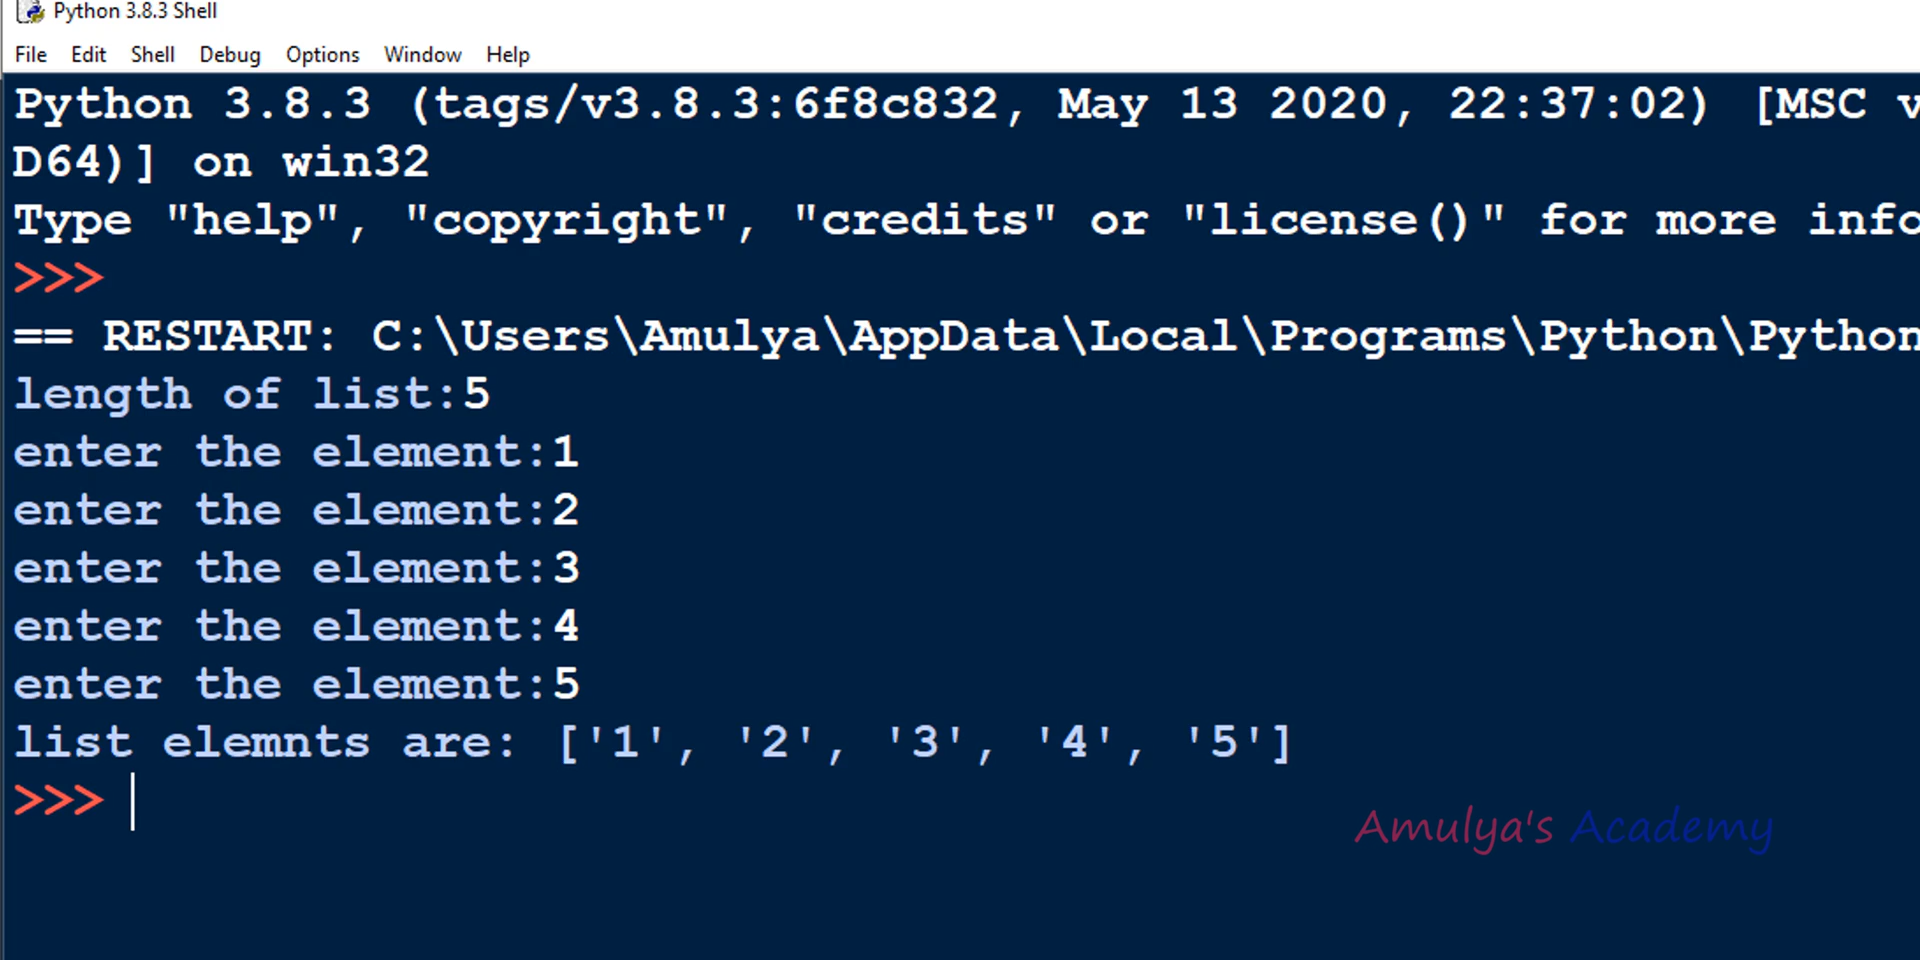 Python 3.8.3 Shell
File Edit Shell Debug Options Window Help
Python 3.8.3 (tags/v3.8.3:6f8c832, May 13 2020, 22:37:02) [MSC v
D64)] on win32
Type "help", "copyright", "credits" or "license()" for more info
>>>
== RESTART: C:\Users\Amulya\AppData\Local\Programs\Python\Python
length of list:5
enter the element:1
enter the element:2
enter the element:3
enter the element:4
enter the element:5
list elemnts are: ['1', '2', '3', '4', '5']
>>>
Amulya's Academy